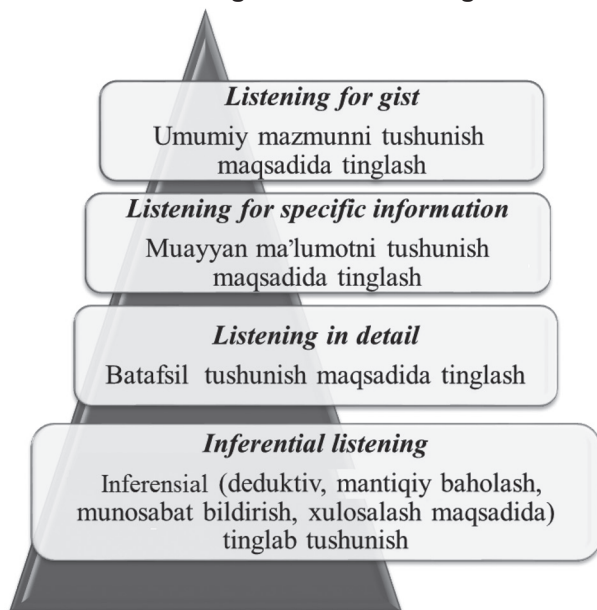 Listening for gist
Umumiy mazmunni tushunish
maqsadida tinglash
Listening for specific information
Muayyan ma’lumotni tushunish
maqsadida tinglash
Listening in detail
Batafsil tushunish maqsadida tinglash
Inferential listening
Inferensial (deduktiv, mantiqiy baholash,
munosabat bildirish, xulosalash maqsadida)
tinglab tushunish